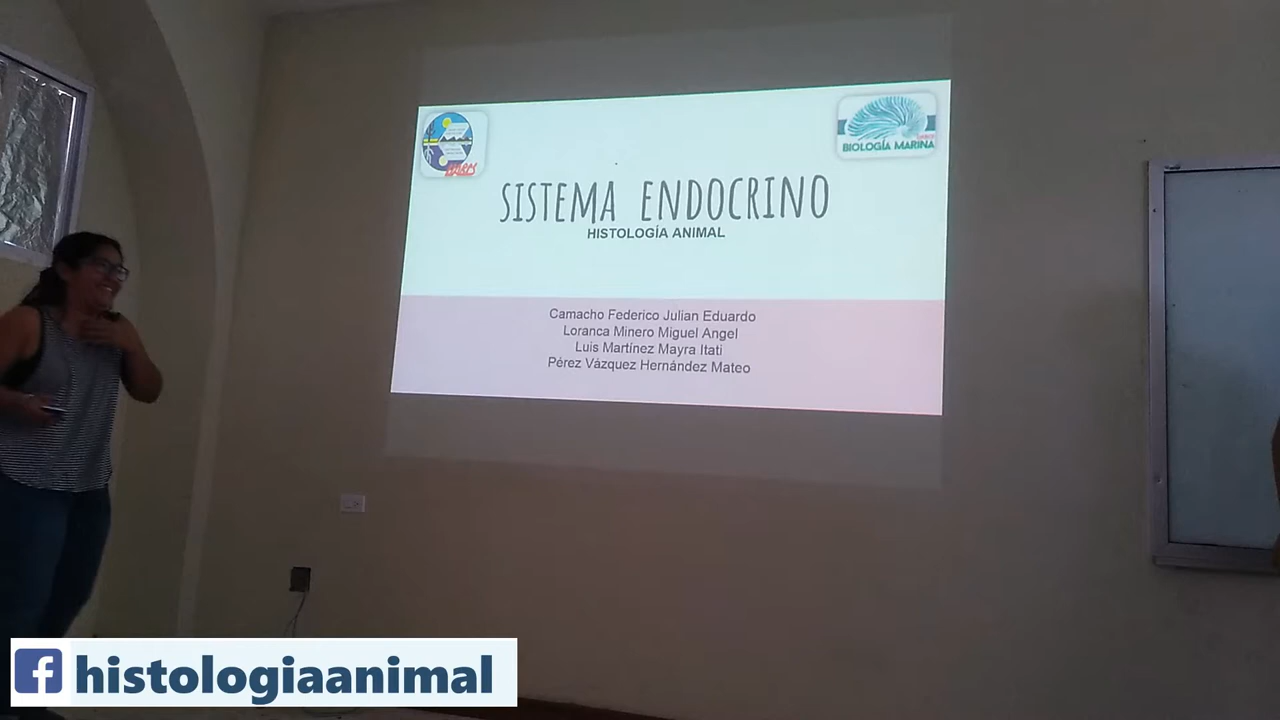 BIOLOGÍA MARINA
SISTEMA ENDOCRINO
HISTOLOGÍA ANIMAL
Camacho Federico Julian Eduardo
Loranca Minero Miguel Angel
Luis Martínez Mayra Itati
Pérez Vázquez Hernández Mateo
histologiaanimal